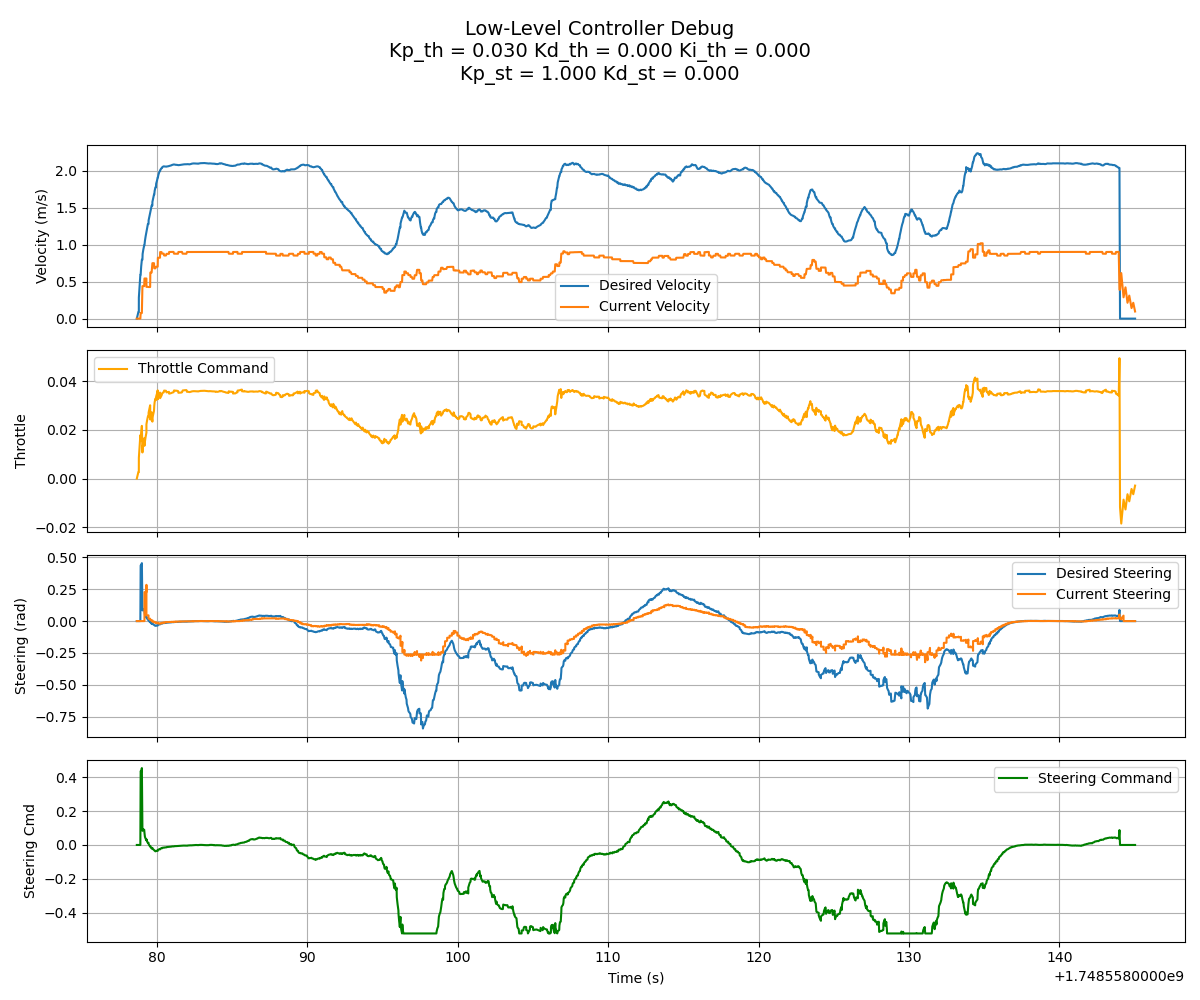 Low-Level Controller Debug
Kp_th = 0.030 Kd_th = 0.000 Ki_th = 0.000
Kp_st = 1.000 Kd_st = 0.000
Velocity (m/s)
2.0
1.5
1.0
0.5
0.0
Desired Velocity
Current Velocity
Throttle
0.04
0.02
0.00
−0.02
Throttle Command
Steering (rad)
0.50
0.25
0.00
−0.25
−0.50
−0.75
Desired Steering
Current Steering
Steering Cmd
0.4
0.2
0.0
−0.2
−0.4
Steering Command
80 90 100 110 120 130 140
Time (s)
+1.7485580000e9